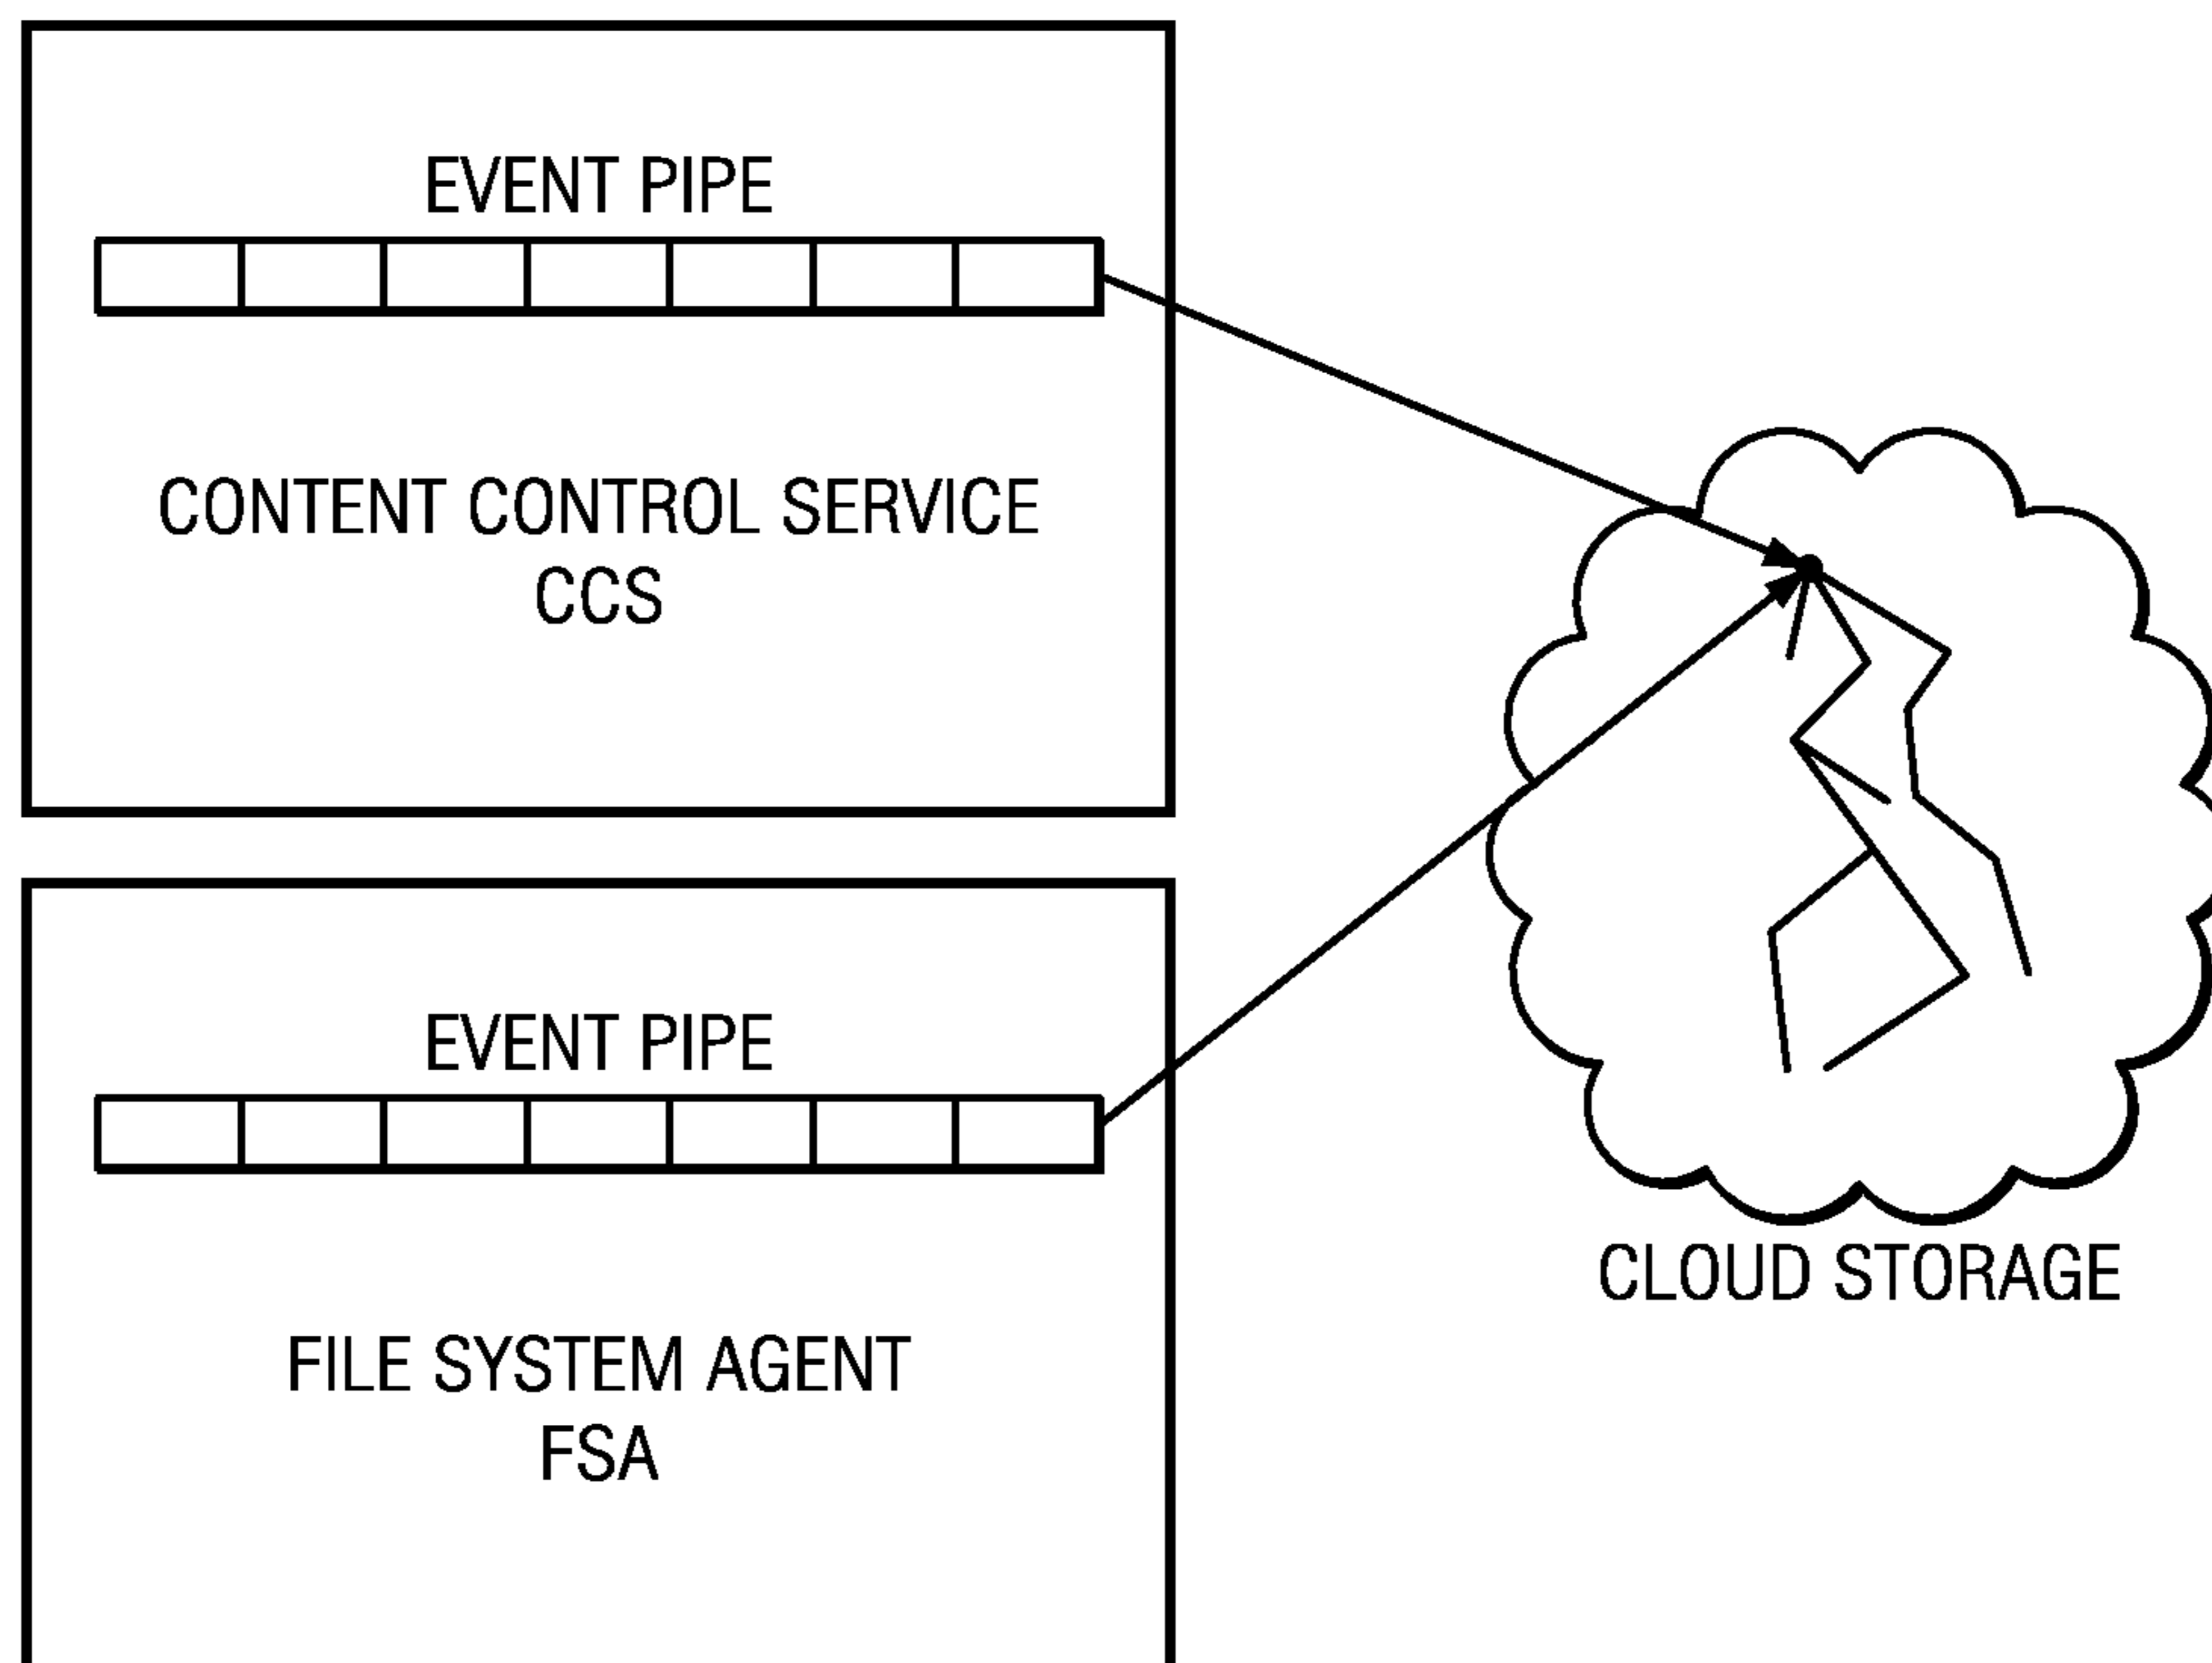 EVENT PIPE
CONTENT CONTROL SERVICE
CCS
EVENT PIPE
FILE SYSTEM AGENT
FSA
CLOUD STORAGE